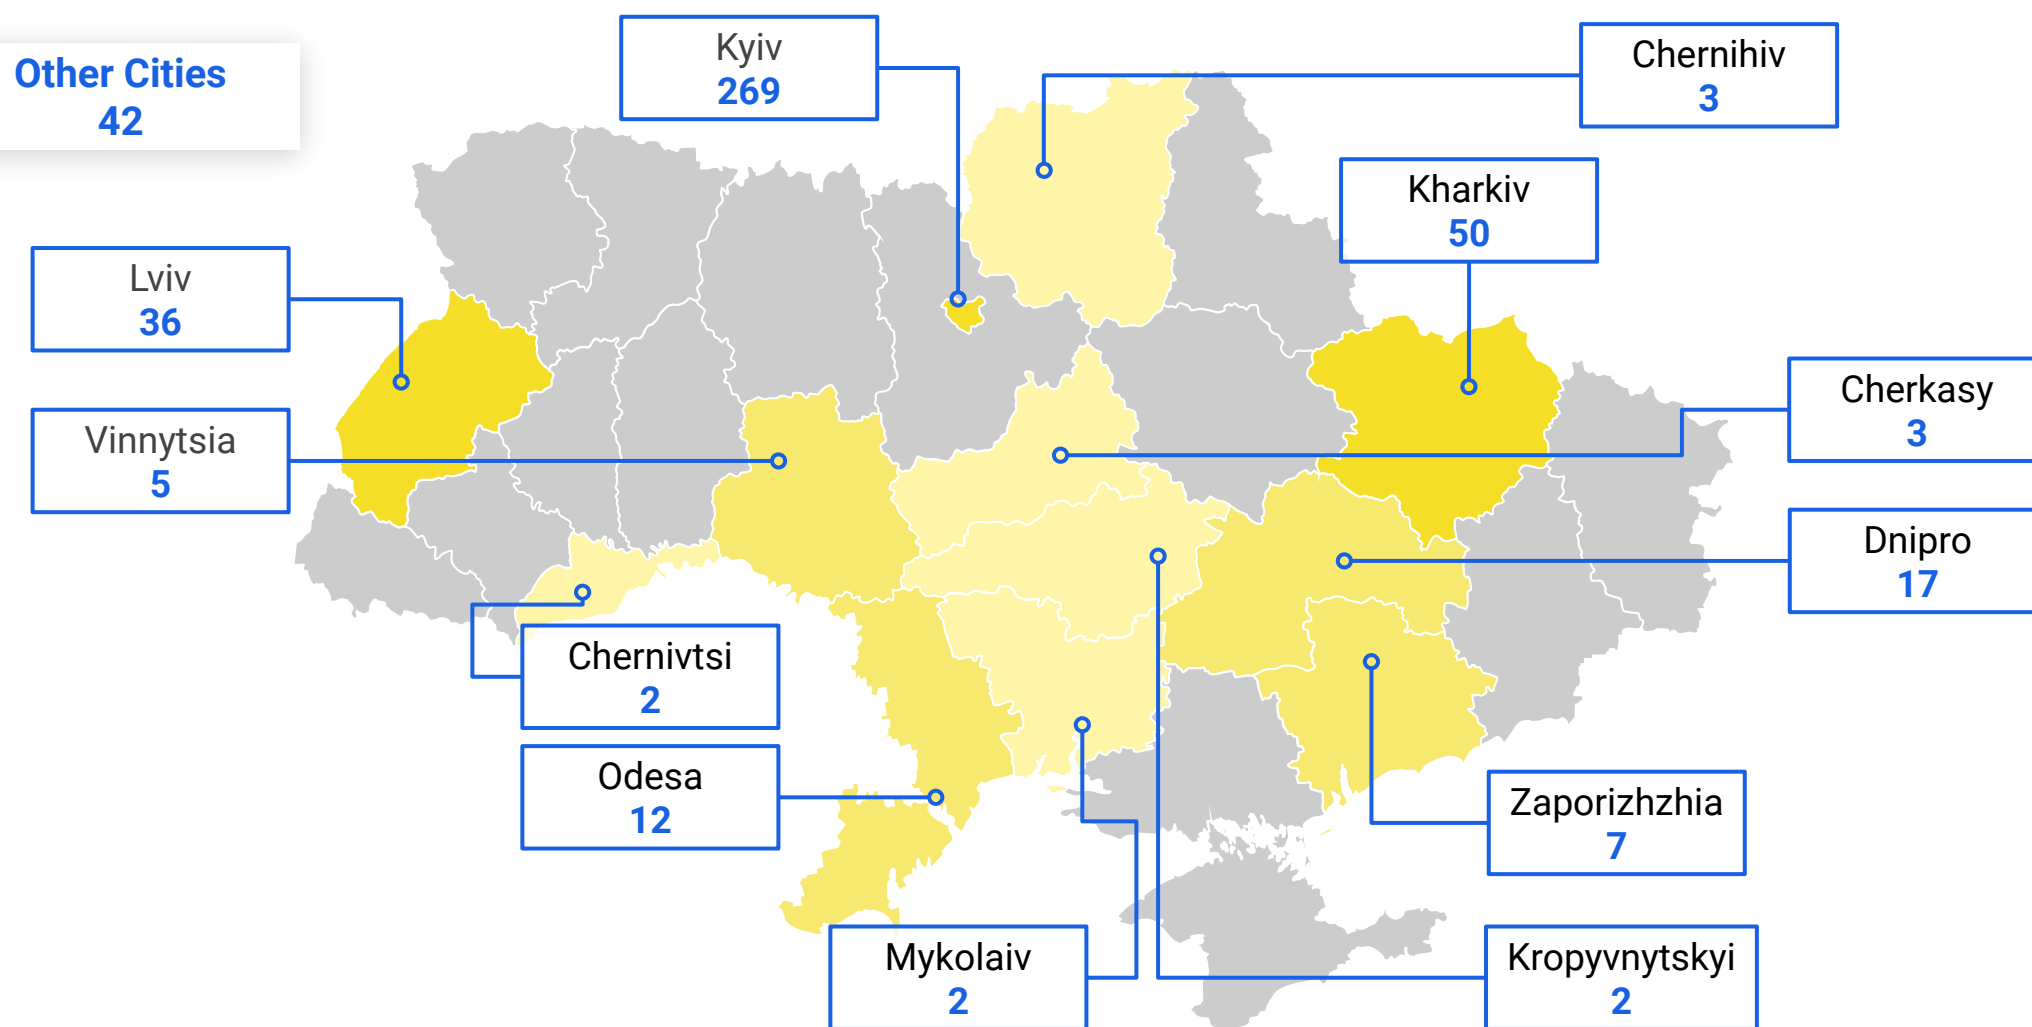 Other Cities
42
Kyiv
269
Chernihiv
3
Kharkiv
50
Lviv
36
Cherkasy
3
Vinnytsia
5
Dnipro
17
Chernivtsi
2
Odesa
12
Zaporizhzhia
7
Mykolaiv
2
Kropyvnytskyi
2